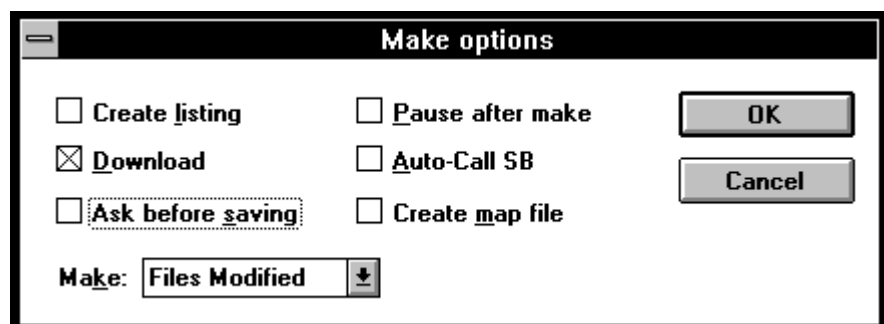 Make options
Create listing
Pause after make
OK
Download
Auto-Call SB
Cancel
Ask before saving
Create map file
Make: Files Modified